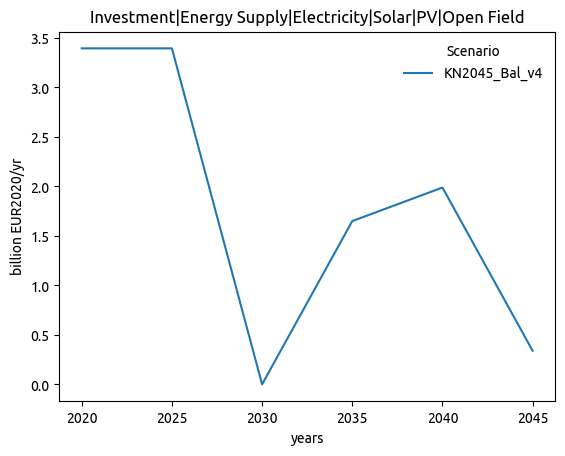 Investment|Energy Supply|Electricity|Solar|PV|Open Field
Scenario
KN2045_Bal_v4
billion EUR2020/yr
3.5
3.0
2.5
2.0
1.5
1.0
0.5
0.0
2020 2025 2030 2035 2040 2045
years